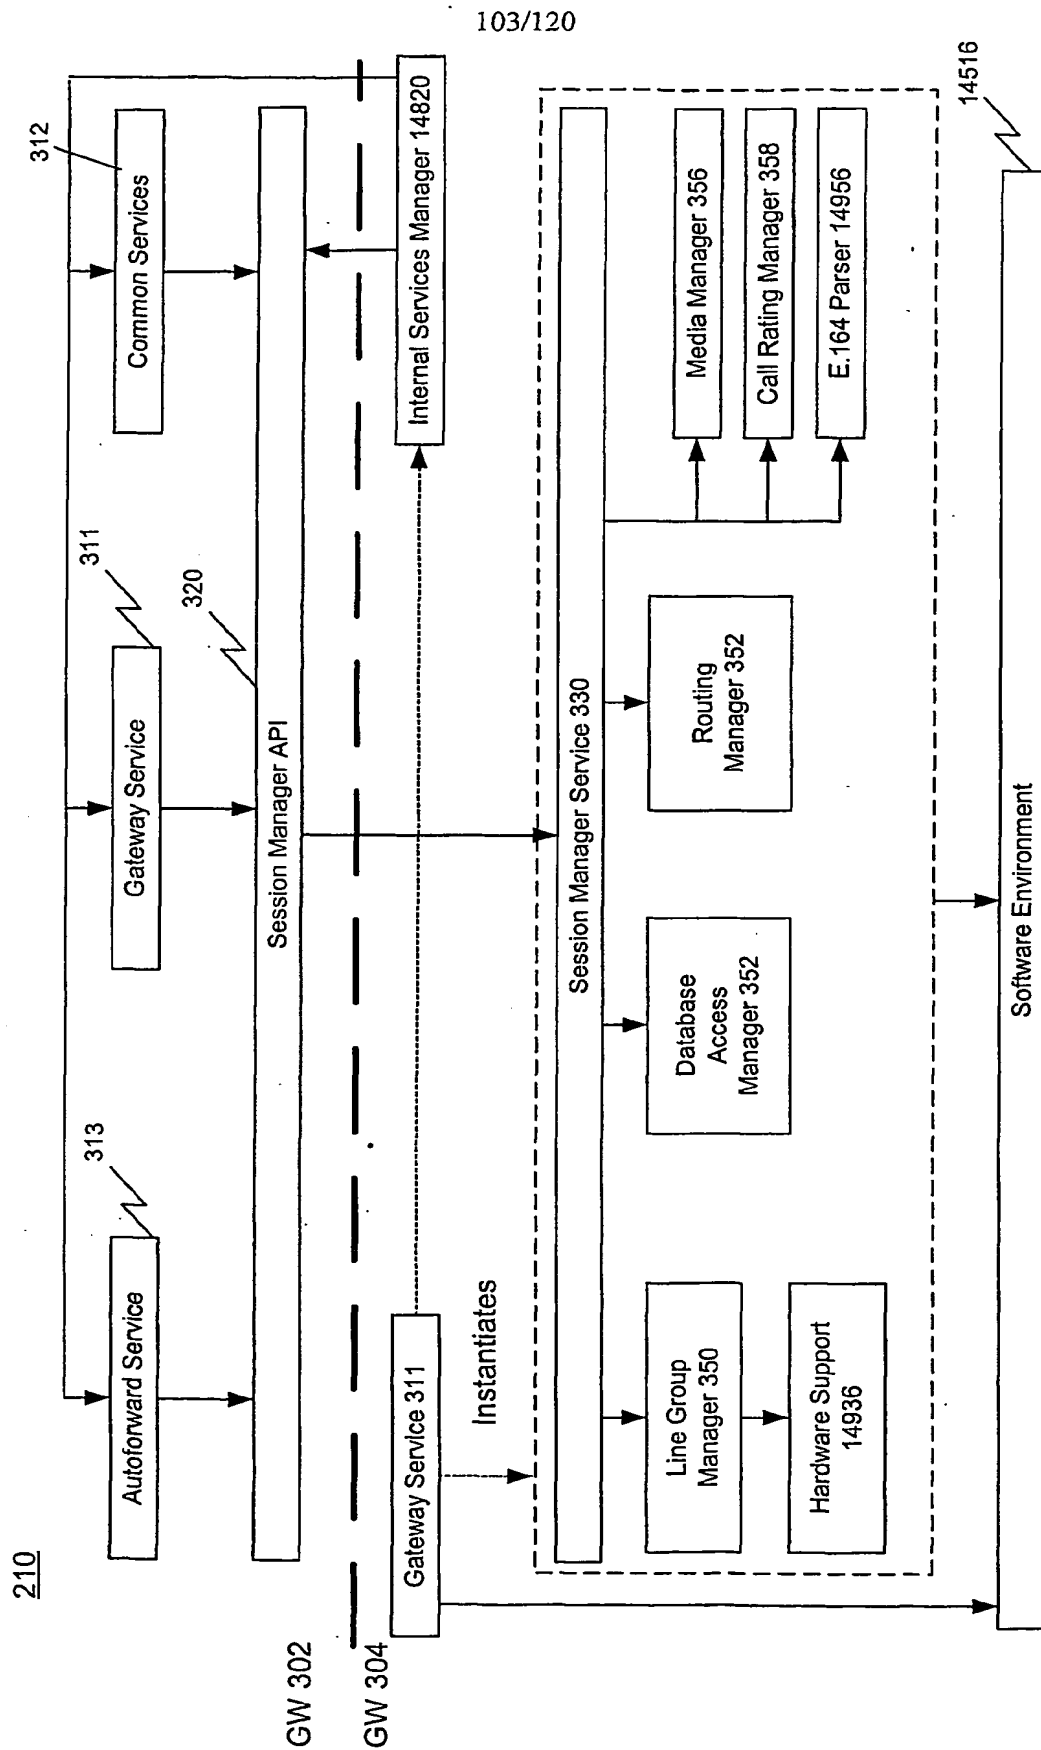 103/120
210
313
311
312
Autoforward Service
Gateway Service
Common Services
320
Session Manager API
GW 302
GW 304
Gateway Service 311
Internal Services Manager 14820
Instantiates
Session Manager Service 330
Line Group
Manager 350
Database
Access
Manager 352
Routing
Manager 352
Media Manager 356
Call Rating Manager 358
E.164 Parser 14956
Hardware Support
14936
14516
Software Environment